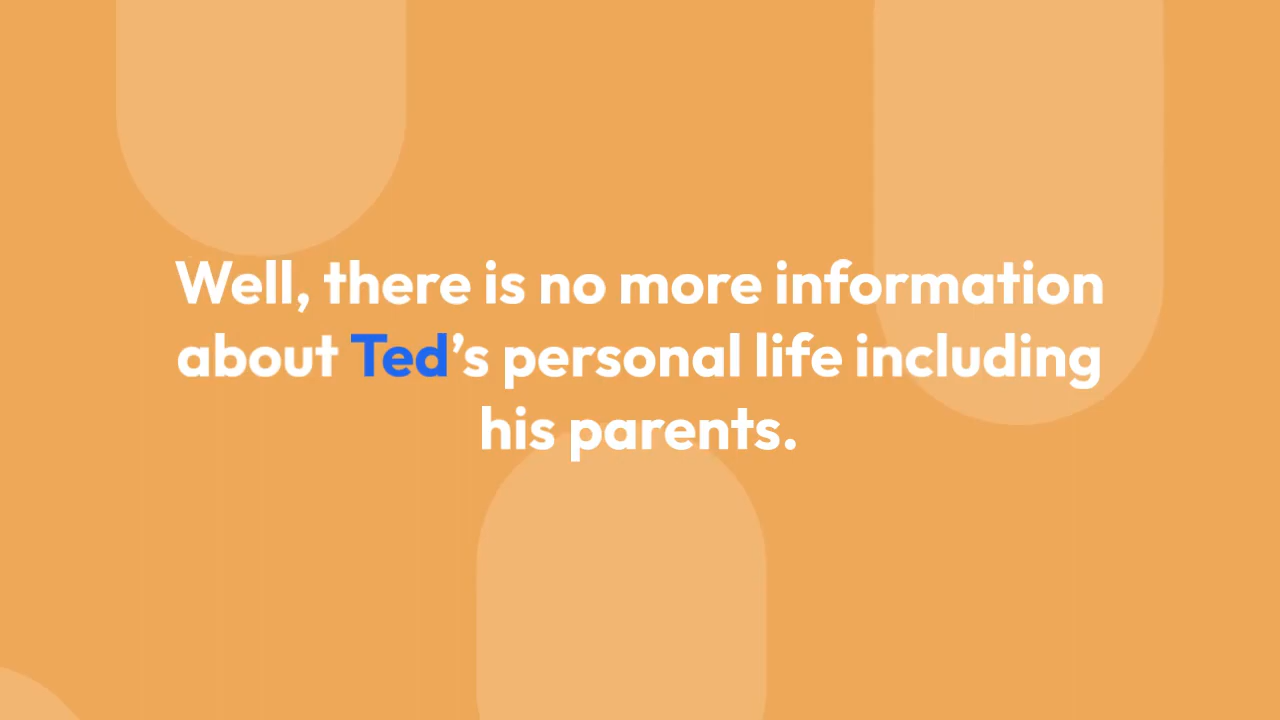 Well, there is no more information
about Ted’s personal life including
his parents.